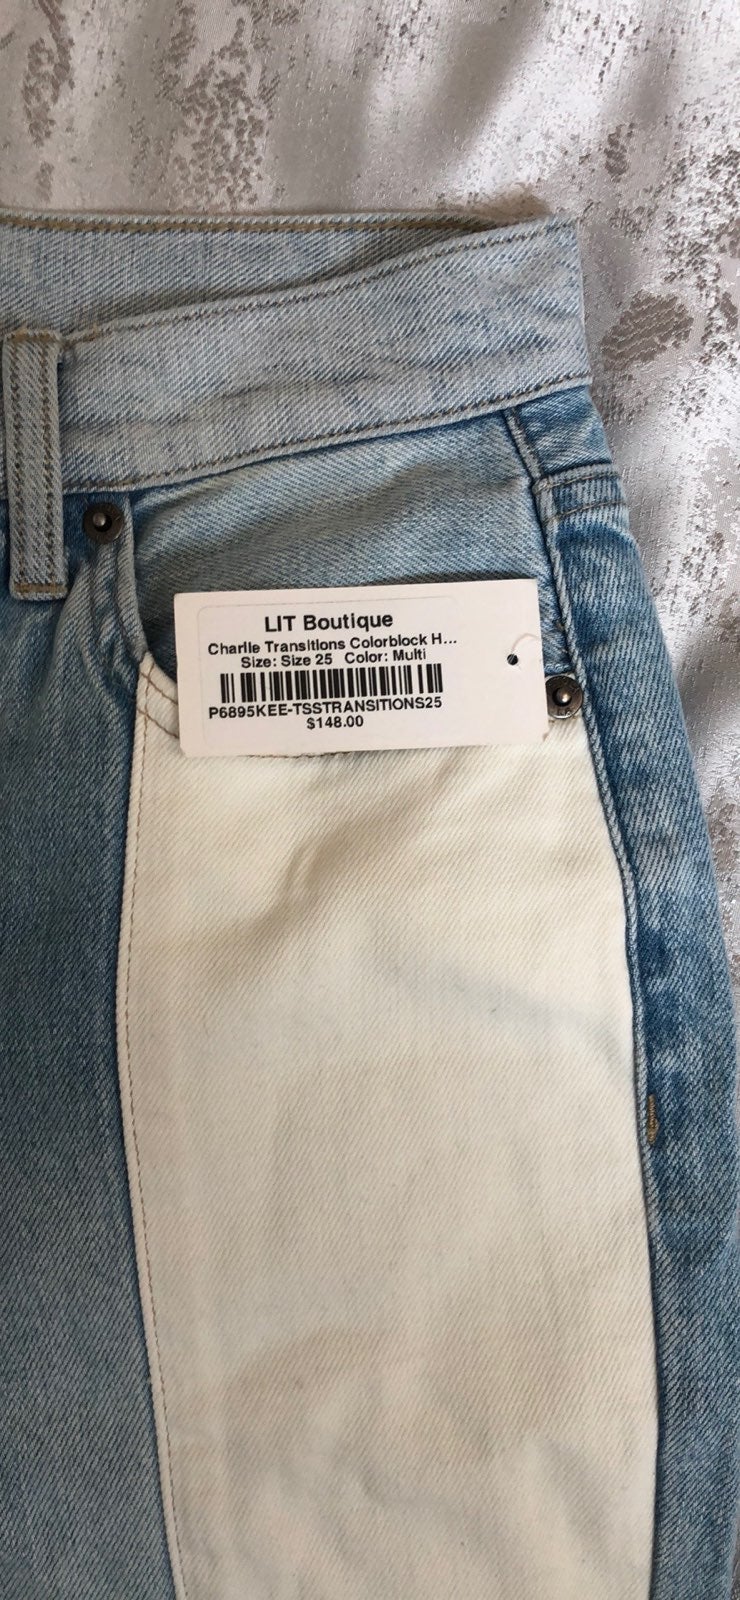 LIT Boutique
Charlie Transitions Colorblock H...
Size: Size 25 Color: Multi
P6895KEE-TSSTRANSITIONS25
$148.00